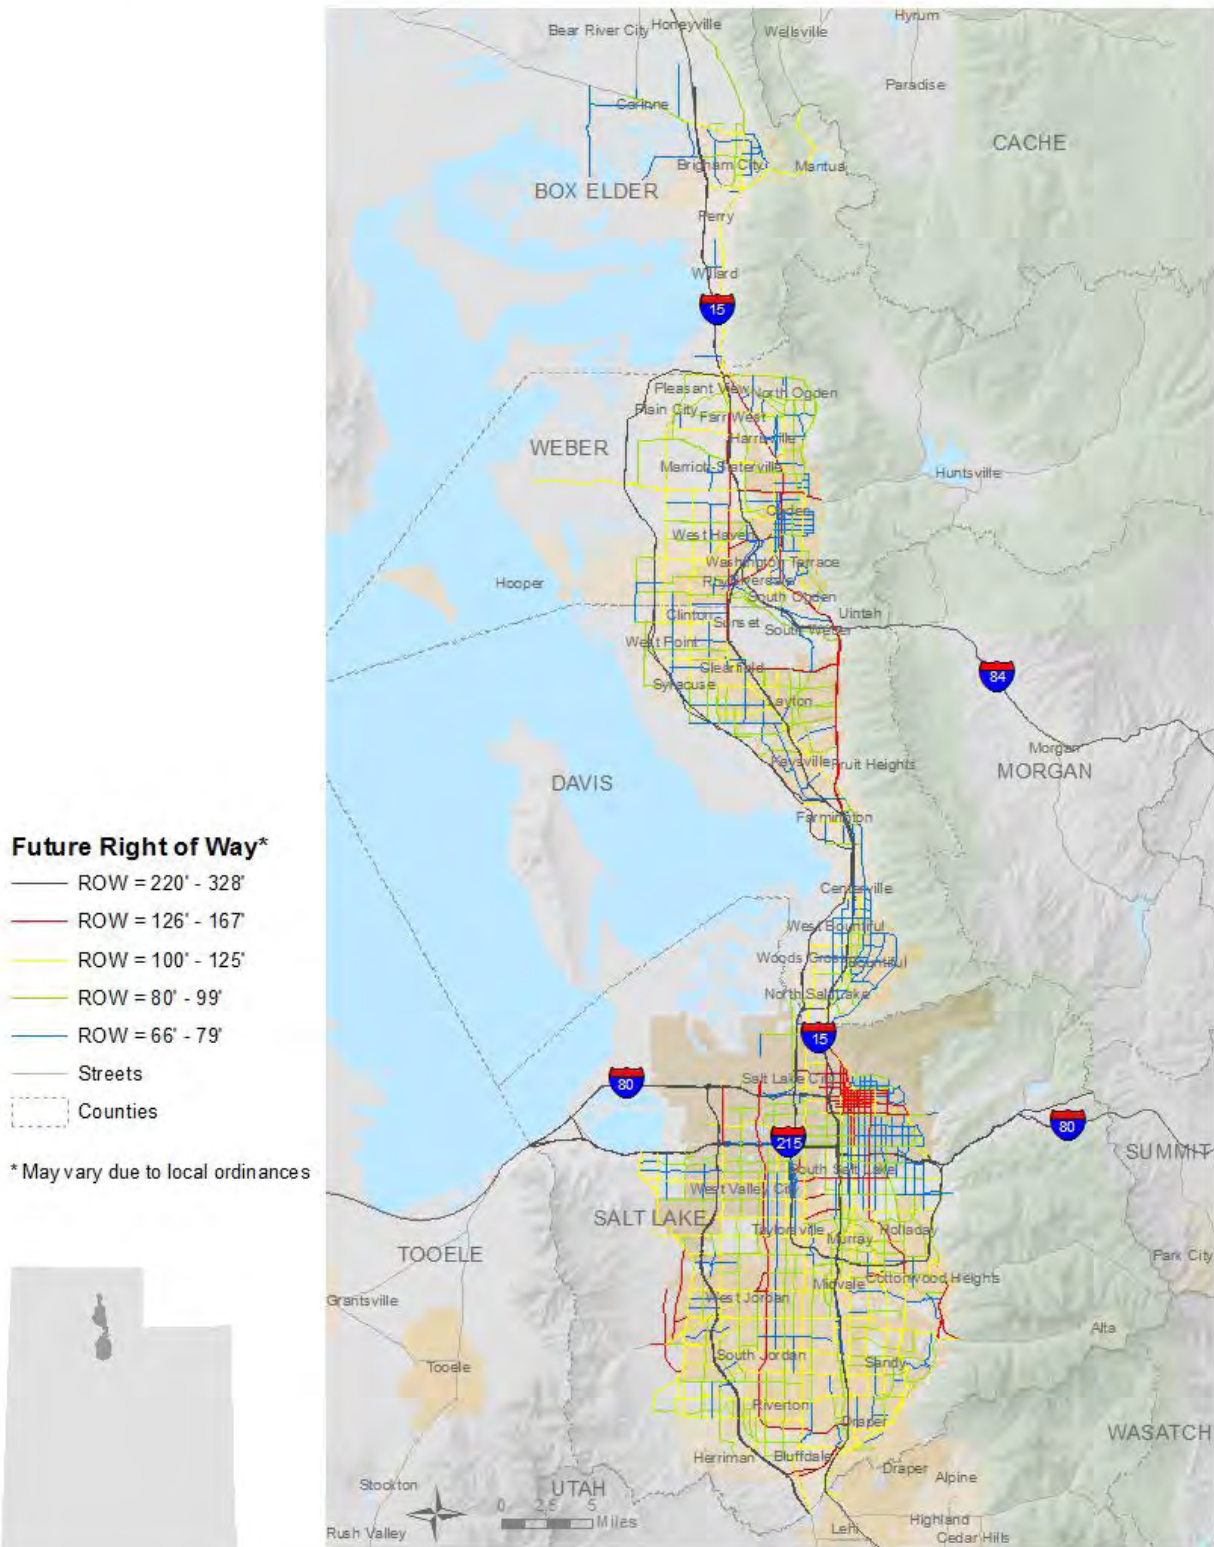 Bear River City
Honeyville
Wellsville
Hyrum
Paradise
Corinne
CACHE
Brigham City
Mantua
BOX ELDER
Perry
Willard
15
Pleasant View
North Ogden
Plain City
Farr West
Harrisville
WEBER
Marriott-Slaterville
Huntsville
Ogden
West Haven
Washington Terrace
Hooper
Riverdale
South Ogden
Clinton
Sunset
Uintah
South Weber
West Point
Clearfield
84
Syracuse
Layton
Morgan
Kaysville
Fruit Heights
MORGAN
DAVIS
Farmington
Future Right of Way*
ROW = 220' - 328'
ROW = 126' - 167'
ROW = 100' - 125'
ROW = 80' - 99'
ROW = 66' - 79'
Streets
Counties
* May vary due to local ordinances
Centerville
West Bountiful
Woods Cross
Bountiful
North Salt Lake
15
80
Salt Lake City
80
215
SUMMIT
South Salt Lake
West Valley City
SALT LAKE
Taylorsville
Holladay
Murray
TOOELE
Park City
Midvale
Cottonwood Heights
Grantsville
West Jordan
Alta
South Jordan
Sandy
Tooele
Riverton
Draper
WASATCH
Herriman
Bluffdale
Draper
Alpine
Stockton
UTAH
0 2.5 5
Miles
Highland
Rush Valley
Lehi
Cedar Hills